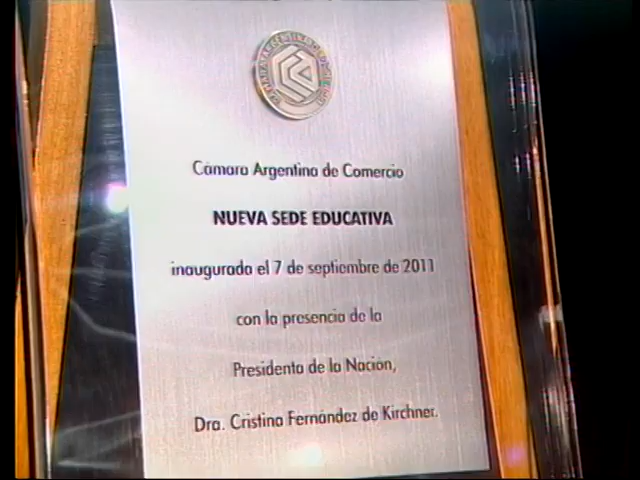 Cámara Argentina de Comercio
NUEVA SEDE EDUCATIVA
inaugurada el 7 de septiembre de 2011
con la presencia de la
Presidenta de la Nación,
Dra. Cristina Fernández de Kirchner.